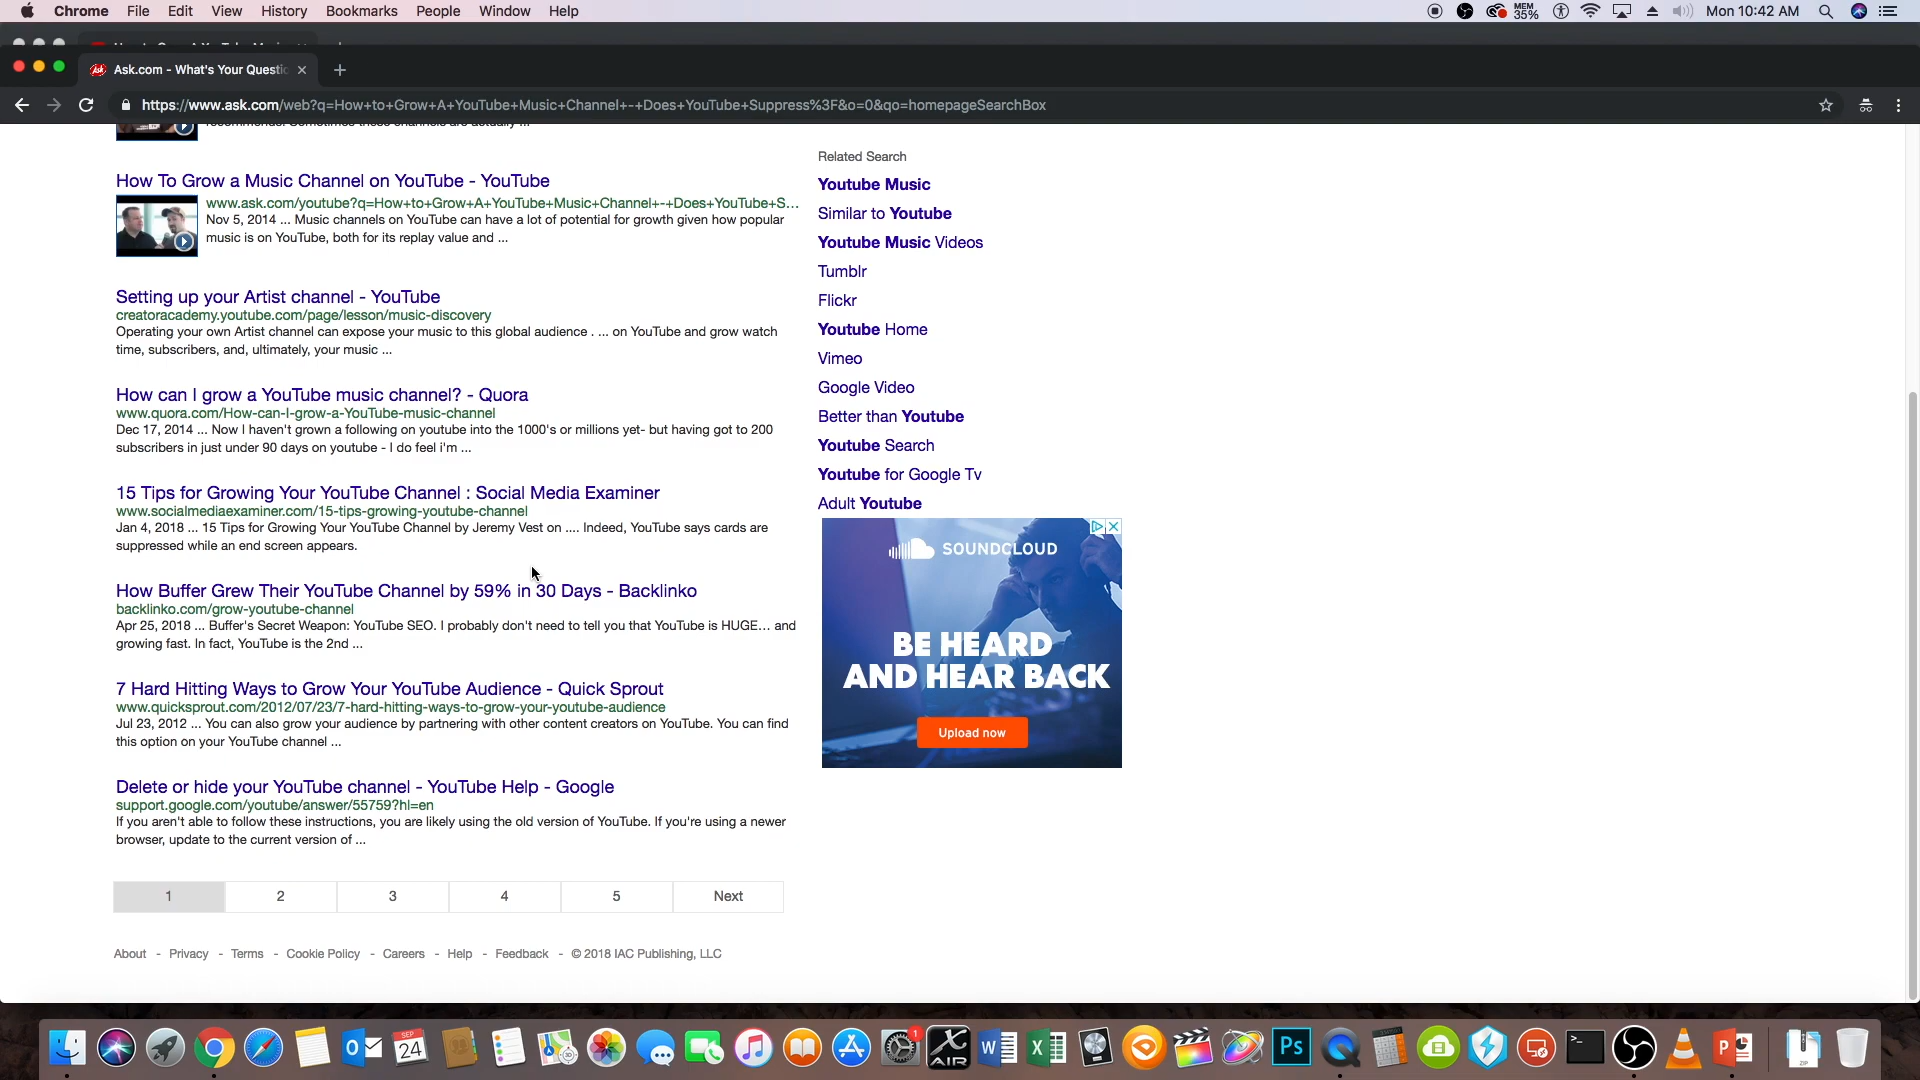 Chrome File Edit View History Bookmarks People Window Help MEM 35% Mon 10:42 AM
Ask.com - What's Your Questi
https://www.ask.com/web?q=How+to+Grow+A+YouTube+Music+Channel+-+Does+YouTube+Suppress%3F&o=0&qo=homepageSearchBox
How To Grow a Music Channel on YouTube - YouTube
www.ask.com/youtube?q=How+to+Grow+A+YouTube+Music+Channel+-+Does+YouTube+S...
Nov 5, 2014 ... Music channels on YouTube can have a lot of potential for growth given how popular
music is on YouTube, both for its replay value and ...
Setting up your Artist channel - YouTube
creatoracademy.youtube.com/page/lesson/music-discovery
Operating your own Artist channel can expose your music to this global audience . ... on YouTube and grow watch
time, subscribers, and, ultimately, your music ...
How can I grow a YouTube music channel? - Quora
www.quora.com/How-can-I-grow-a-YouTube-music-channel
Dec 17, 2014 ... Now I haven't grown a following on youtube into the 1000's or millions yet- but having got to 200
subscribers in just under 90 days on youtube - I do feel i'm ...
15 Tips for Growing Your YouTube Channel : Social Media Examiner
www.socialmediaexaminer.com/15-tips-growing-youtube-channel
Jan 4, 2018 ... 15 Tips for Growing Your YouTube Channel by Jeremy Vest on .... Indeed, YouTube says cards are
suppressed while an end screen appears.
How Buffer Grew Their YouTube Channel by 59% in 30 Days - Backlinko
backlinko.com/grow-youtube-channel
Apr 25, 2018 ... Buffer's Secret Weapon: YouTube SEO. I probably don't need to tell you that YouTube is HUGE... and
growing fast. In fact, YouTube is the 2nd ...
7 Hard Hitting Ways to Grow Your YouTube Audience - Quick Sprout
www.quicksprout.com/2012/07/23/7-hard-hitting-ways-to-grow-your-youtube-audience
Jul 23, 2012 ... You can also grow your audience by partnering with other content creators on YouTube. You can find
this option on your YouTube channel ...
Delete or hide your YouTube channel - YouTube Help - Google
support.google.com/youtube/answer/55759?hl=en
If you aren't able to follow these instructions, you are likely using the old version of YouTube. If you're using a newer
browser, update to the current version of ...
1 2 3 4 5 Next
About - Privacy - Terms - Cookie Policy - Careers - Help - Feedback - © 2018 IAC Publishing, LLC
Related Search
Youtube Music
Similar to Youtube
Youtube Music Videos
Tumblr
Flickr
Youtube Home
Vimeo
Google Video
Better than Youtube
Youtube Search
Youtube for Google Tv
Adult Youtube
SOUNDCLOUD
BE HEARD
AND HEAR BACK
Upload now
SEP
24
1
AIR
Ps
ZIP